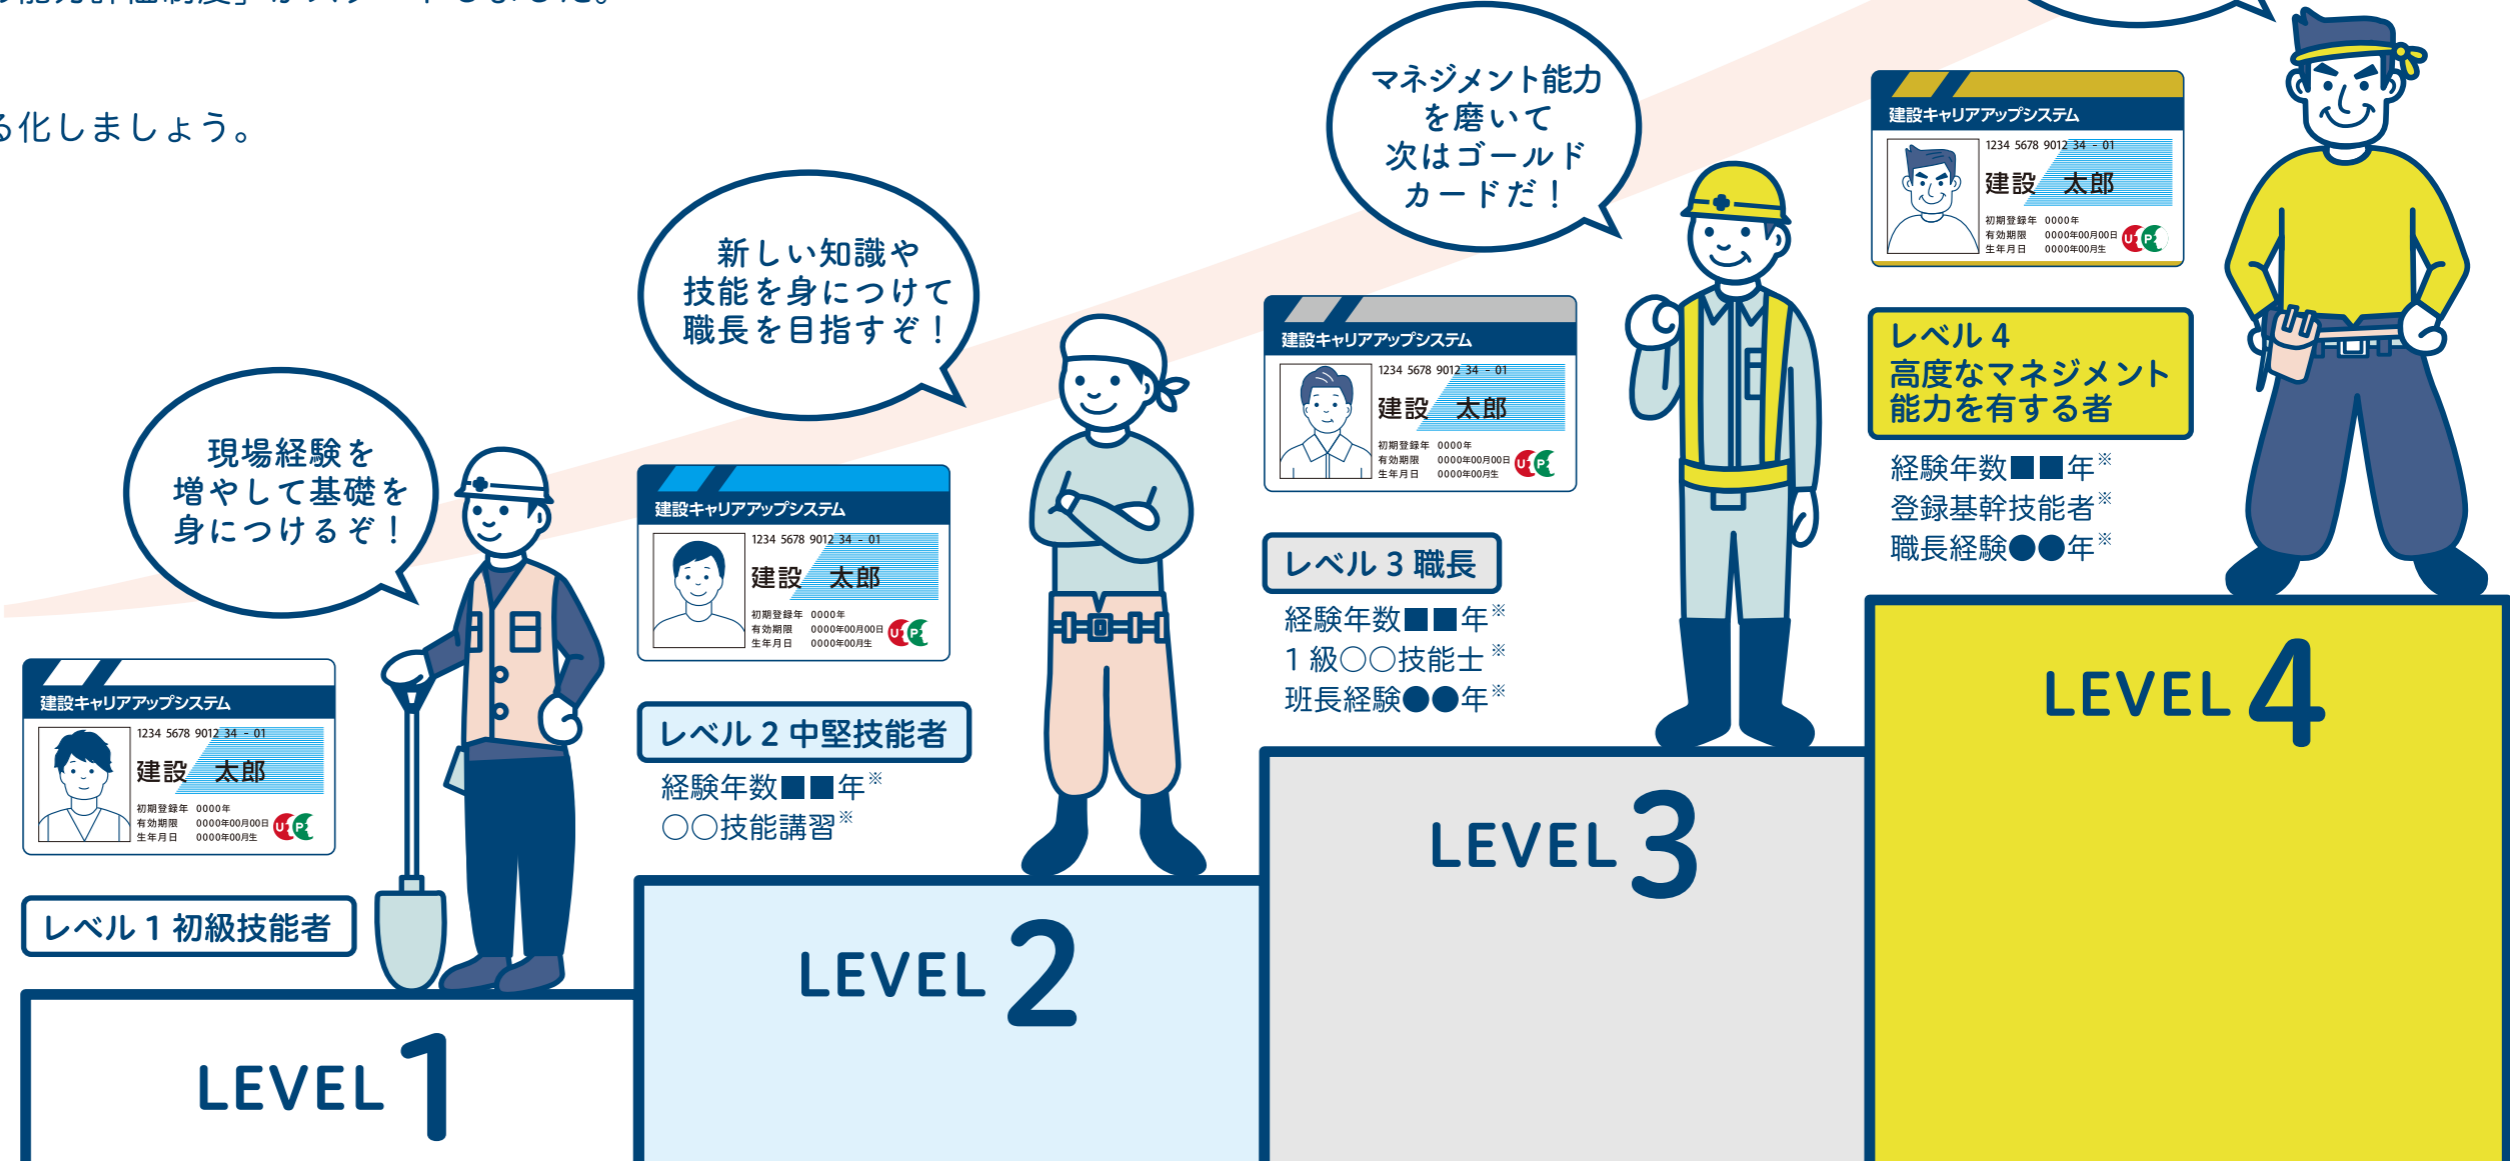 る化しましょう。
現場経験を
増やして基礎を
身につけるぞ！
建設キャリアアップシステム
1234 5678 9012 34 - 01
建設 太郎
初期登録年 0000年
有効期限 0000年00月00日
生年月日 0000年00月生
レベル1 初級技能者
LEVEL 1
新しい知識や
技能を身につけて
職長を目指すぞ！
建設キャリアアップシステム
1234 5678 9012 34 - 01
建設 太郎
初期登録年 0000年
有効期限 0000年00月00日
生年月日 0000年00月生
レベル2 中堅技能者
経験年数■■年※
○○技能講習※
LEVEL 2
マネジメント能力
を磨いて
次はゴールド
カードだ！
建設キャリアアップシステム
1234 5678 9012 34 - 01
建設 太郎
初期登録年 0000年
有効期限 0000年00月00日
生年月日 0000年00月生
レベル3 職長
経験年数■■年※
1級○○技能士※
班長経験●●年※
LEVEL 3
建設キャリアアップシステム
1234 5678 9012 34 - 01
建設 太郎
初期登録年 0000年
有効期限 0000年00月00日
生年月日 0000年00月生
レベル4
高度なマネジメント
能力を有する者
経験年数■■年※
登録基幹技能者※
職長経験●●年※
LEVEL 4